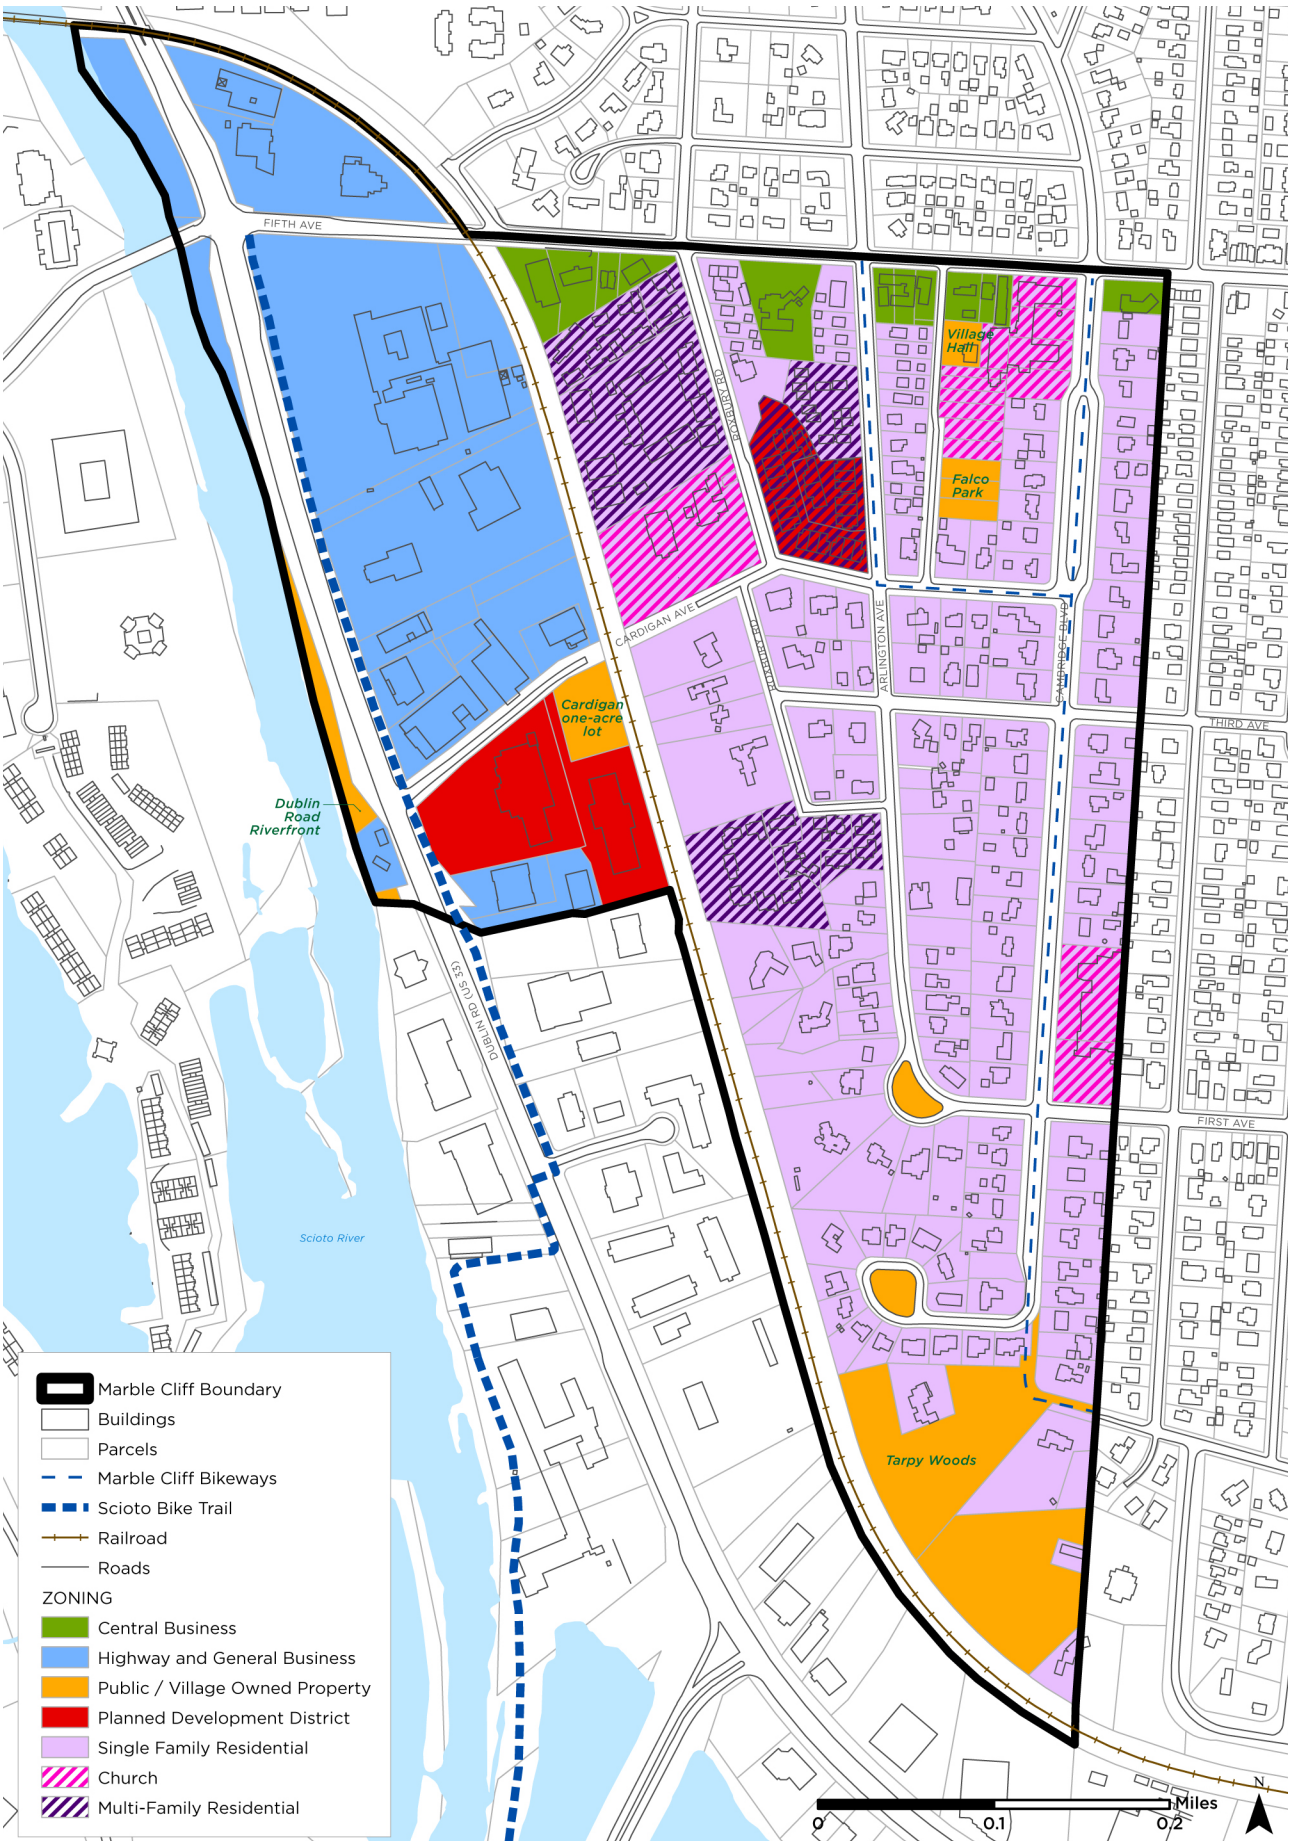 FIFTH AVE
Village
Hall
ROXBURY RD
Falco
Park
CARDIGAN AVE
ROXBURY RD
ARLINGTON AVE
CAMBRIDGE BLVD
Cardigan
one-acre
lot
THIRD AVE
Dublin
Road
Riverfront
DUBLIN RD (US 33)
FIRST AVE
Scioto River
Tarpy Woods
Marble Cliff Boundary
Buildings
Parcels
Marble Cliff Bikeways
Scioto Bike Trail
Railroad
Roads
ZONING
Central Business
Highway and General Business
Public / Village Owned Property
Planned Development District
Single Family Residential
Church
Multi-Family Residential
N
Miles
0 0.1 0.2